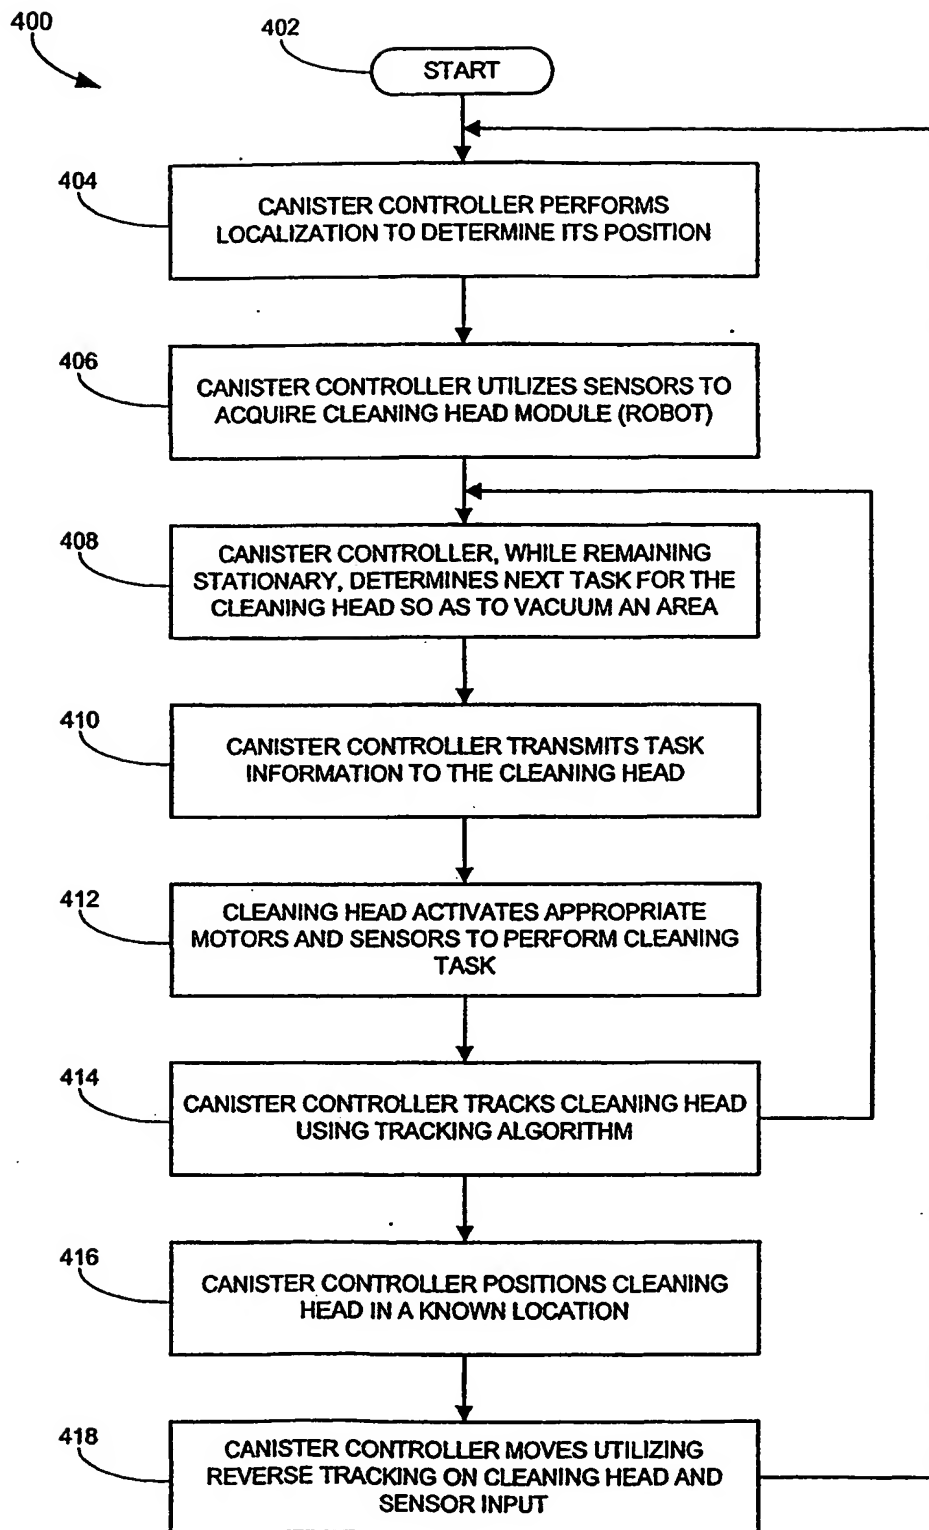 400
402
START
404
CANISTER CONTROLLER PERFORMS
LOCALIZATION TO DETERMINE ITS POSITION
406
CANISTER CONTROLLER UTILIZES SENSORS TO
ACQUIRE CLEANING HEAD MODULE (ROBOT)
408
CANISTER CONTROLLER, WHILE REMAINING
STATIONARY, DETERMINES NEXT TASK FOR THE
CLEANING HEAD SO AS TO VACUUM AN AREA
410
CANISTER CONTROLLER TRANSMITS TASK
INFORMATION TO THE CLEANING HEAD
412
CLEANING HEAD ACTIVATES APPROPRIATE
MOTORS AND SENSORS TO PERFORM CLEANING
TASK
414
CANISTER CONTROLLER TRACKS CLEANING HEAD
USING TRACKING ALGORITHM
416
CANISTER CONTROLLER POSITIONS CLEANING
HEAD IN A KNOWN LOCATION
418
CANISTER CONTROLLER MOVES UTILIZING
REVERSE TRACKING ON CLEANING HEAD AND
SENSOR INPUT